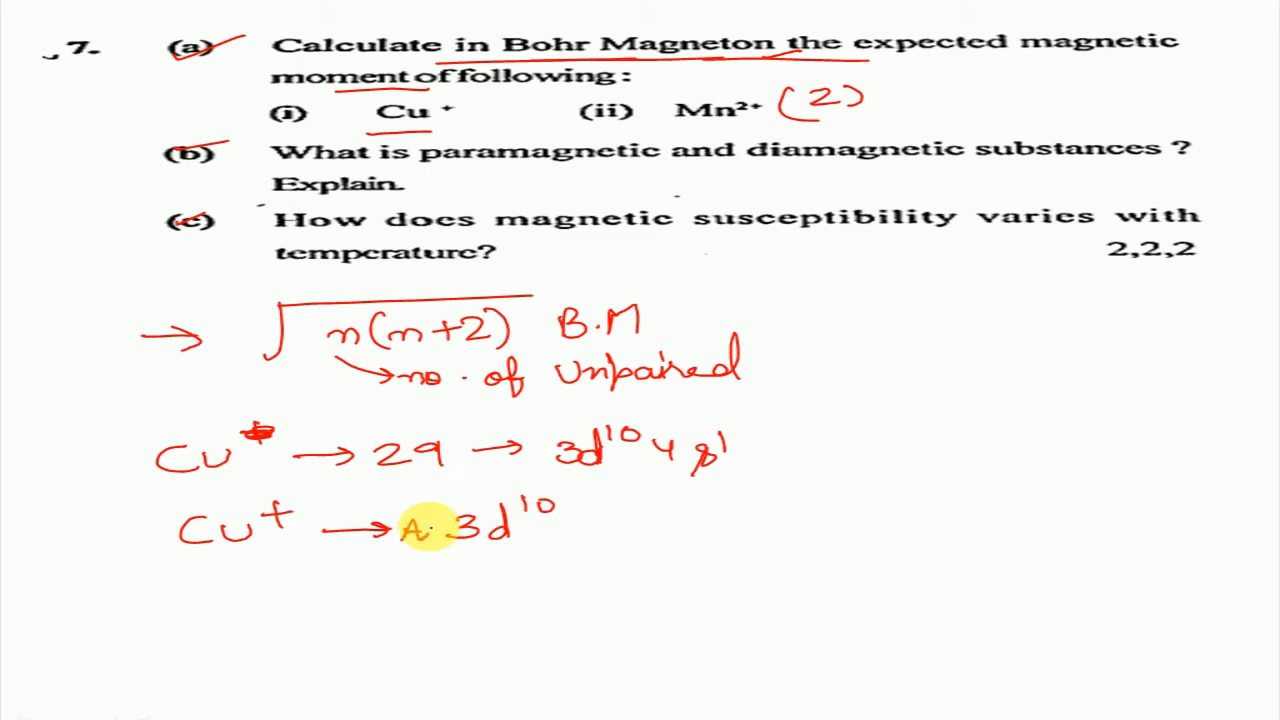 7. (a) Calculate in Bohr Magneton the expected magnetic
moment of following :
(i) Cu⁺ (ii) Mn²⁺ (2)
(b) What is paramagnetic and diamagnetic substances ?
Explain.
(c) How does magnetic susceptibility varies with
temperature? 2,2,2
→ √n(n+2) B.M
→ no. of Unpaired
Cu → 29 → 3d¹⁰ 4s¹
Cu⁺ → Ar 3d¹⁰